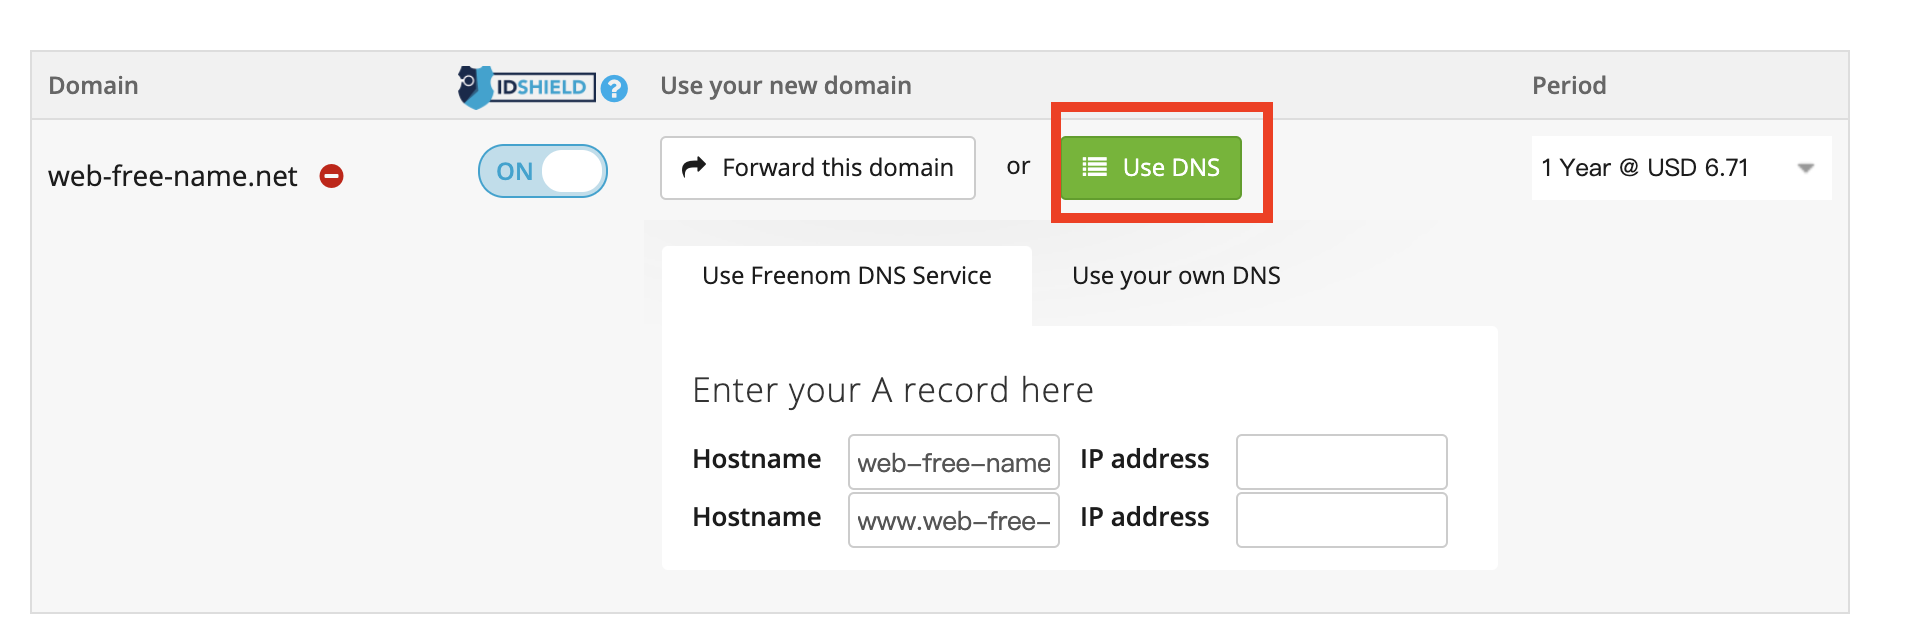 Domain IDSHIELD ? Use your new domain Period
web-free-name.net ON Forward this domain or Use DNS 1 Year @ USD 6.71
Use Freenom DNS Service Use your own DNS
Enter your A record here
Hostname web-free-name IP address
Hostname www.web-free- IP address